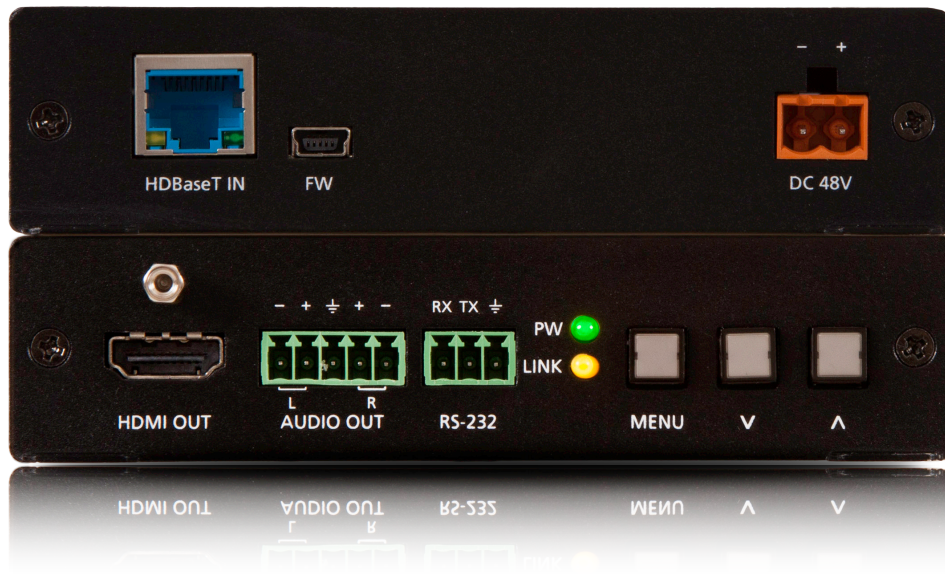 − +
HDBaseT IN FW DC 48V
− + ⏚ + − RX TX ⏚
PW
LINK
L R
HDMI OUT AUDIO OUT RS-232 MENU ∨ ∧